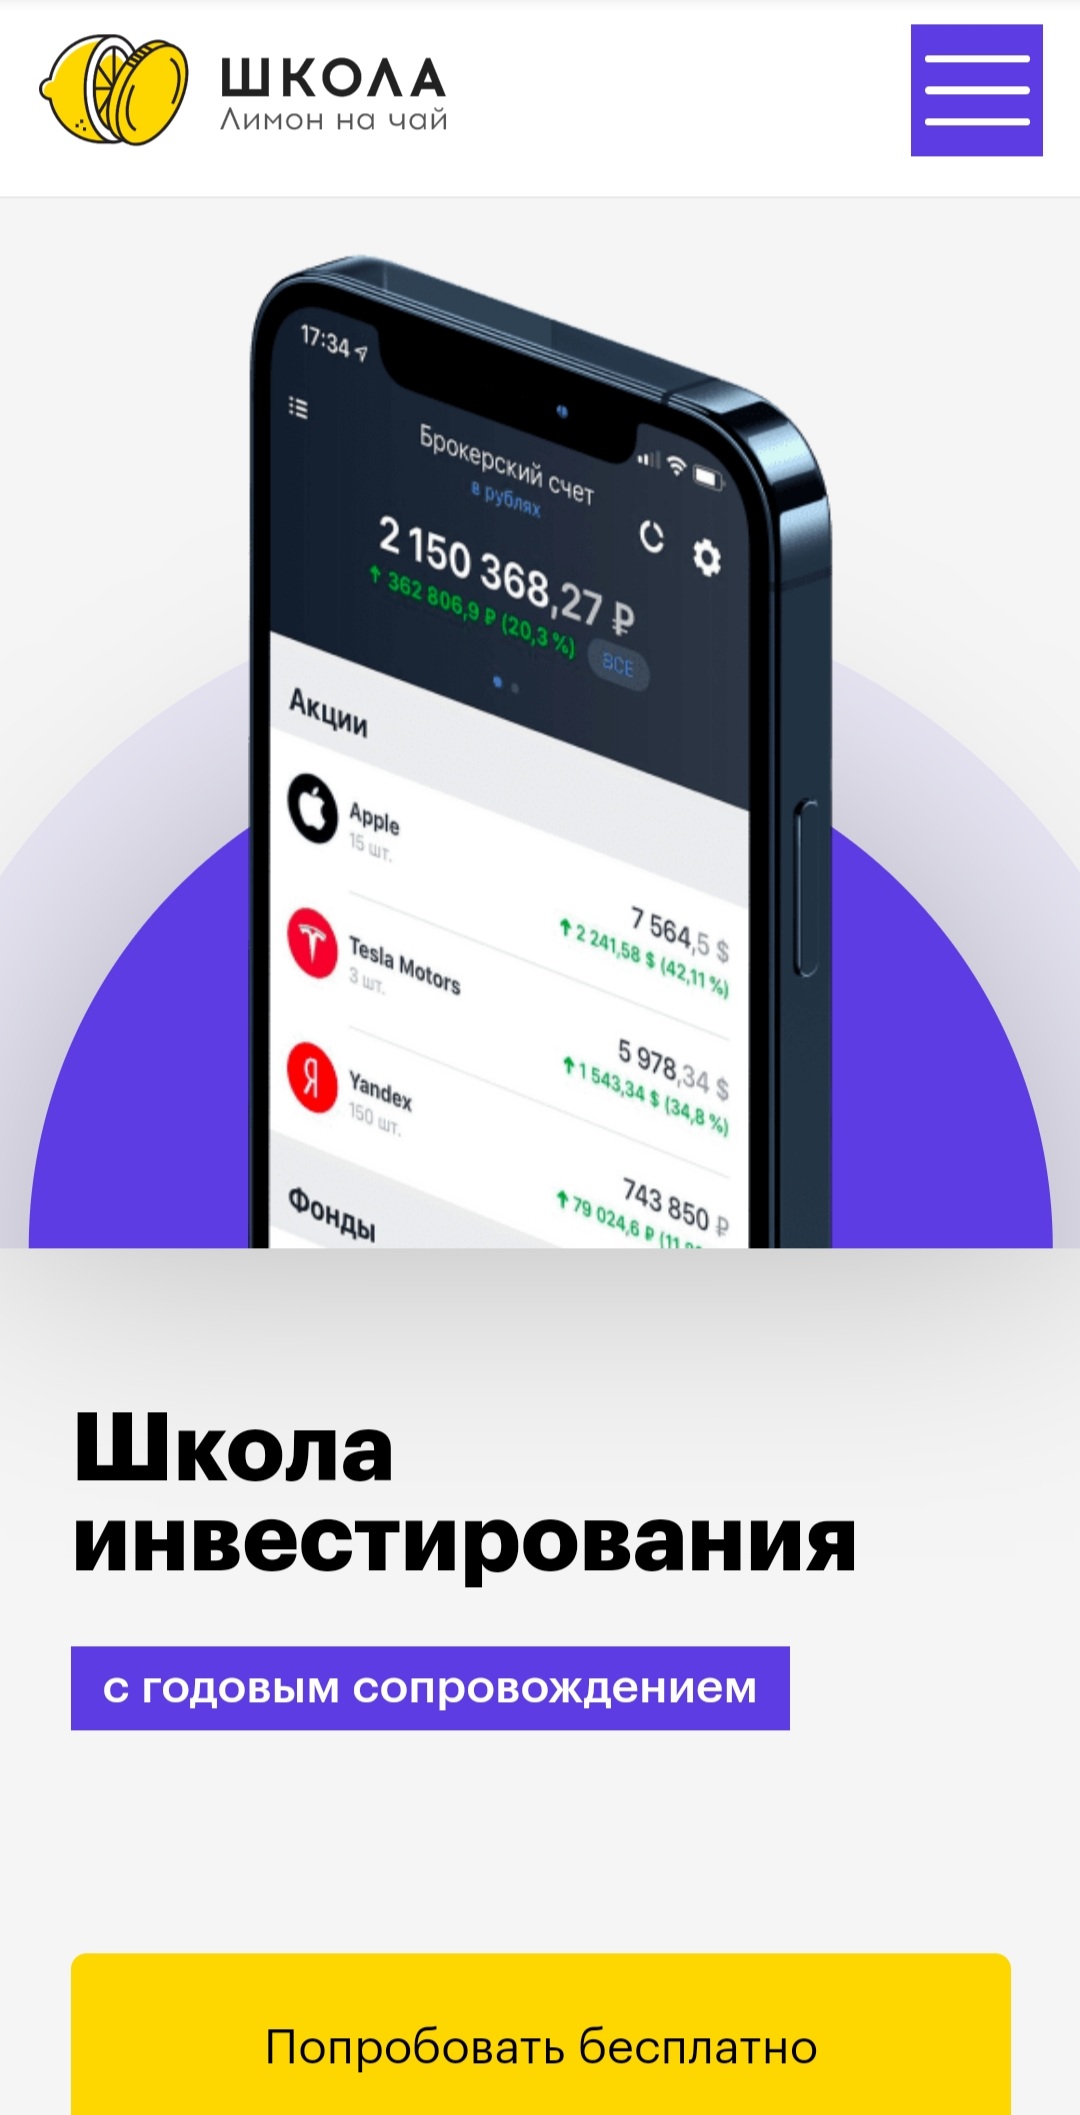 ШКОЛА
Лимон на чай
17:34
Брокерский счет
в рублях
2 150 368,27 ₽
↑ 362 806,9 ₽ (20,3 %) ВСЕ
Акции
Apple
15 шт.
7 564,5 $
↑ 2 241,58 $ (42,11 %)
Tesla Motors
3 шт.
5 978,34 $
↑ 1 543,34 $ (34,8 %)
Я
Yandex
150 шт.
743 850 ₽
↑ 79 024,6 ₽
Фонды
Школа
инвестирования
с годовым сопровождением
Попробовать бесплатно